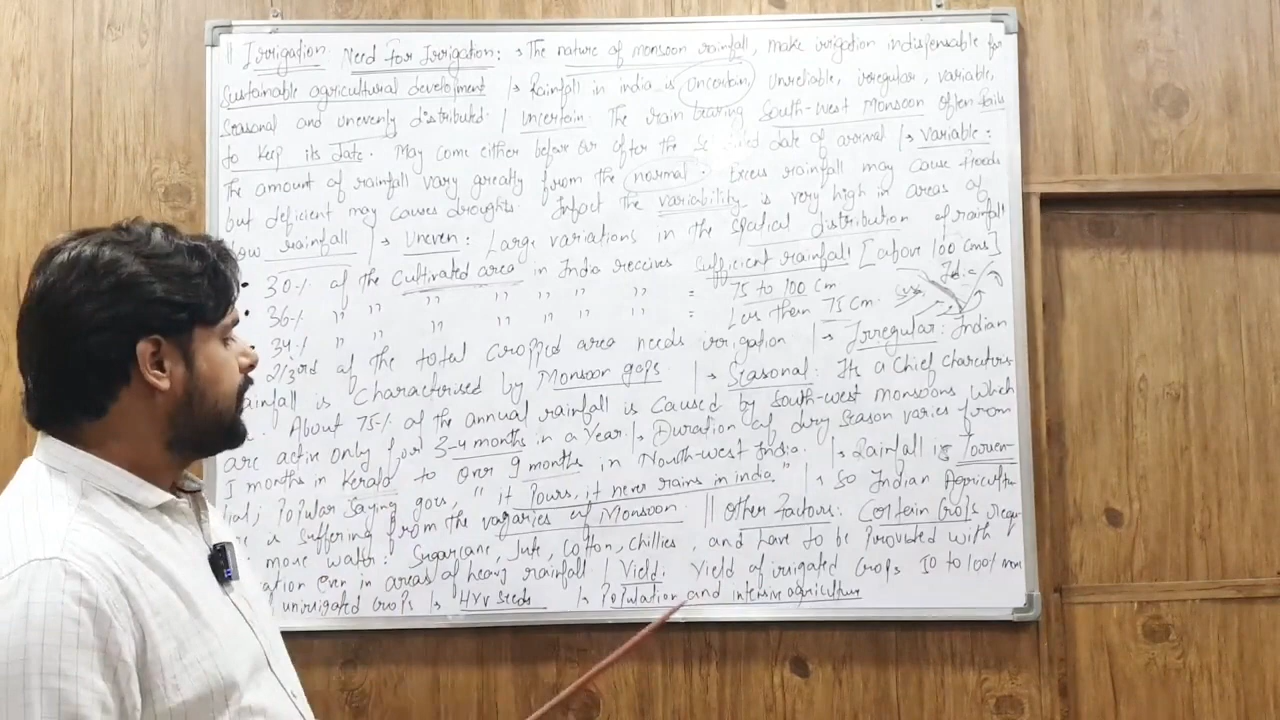 || Irrigation: Need for Irrigation: → The nature of monsoon rainfall, make irrigation indispensable for
Sustainable agricultural development |→ Rainfall in india is uncertain, Unreliable, irregular, variable,
Seasonal and unevenly distributed. | Uncertain: The rain bearing South-west Monsoon often fails
to keep its date. May come either before or after the date of arrival |→ Variable:
The amount of rainfall vary greatly from the normal. Excess rainfall may cause floods
but deficient may causes droughts. Infact the variability is very high in areas of
low rainfall |→ Uneven: Large variations in the spatial distribution of rainfall
• 30% of the Cultivated area in India receives sufficient rainfall [above 100 cms]
• 36% " " " " " " " = 75 to 100 cm
34% " " " " " " " = Less them 75 cm. India
2/3rd of the total cropped area needs irrigation |→ Irregular: Indian
ainfall is characterised by Monsoon gaps. |→ Seasonal: Its a chief charcteris
About 75% of the annual rainfall is caused by South-west monsoons, which
are active only for 3-4 months in a Year |→ Duration of dry season varies from
I months in Kerala to over 9 months in North-west India. |→ Rainfall is Torren-
tial; Popular Saying goes " it Pours, it never rains in india" |→ So Indian Agricultu
is suffering from the vagaries of Monsoon. || Other factors: Certain Crops requ
more water: Sugarcane, Jute, Cotton, chillies, and have to be Provided with
ation even in areas of heavy rainfall | Yield: Yield of irrigated crops 10 to 100% mor
unirrigated crops |→ HYV Seeds |→ Population and intensive agriculture